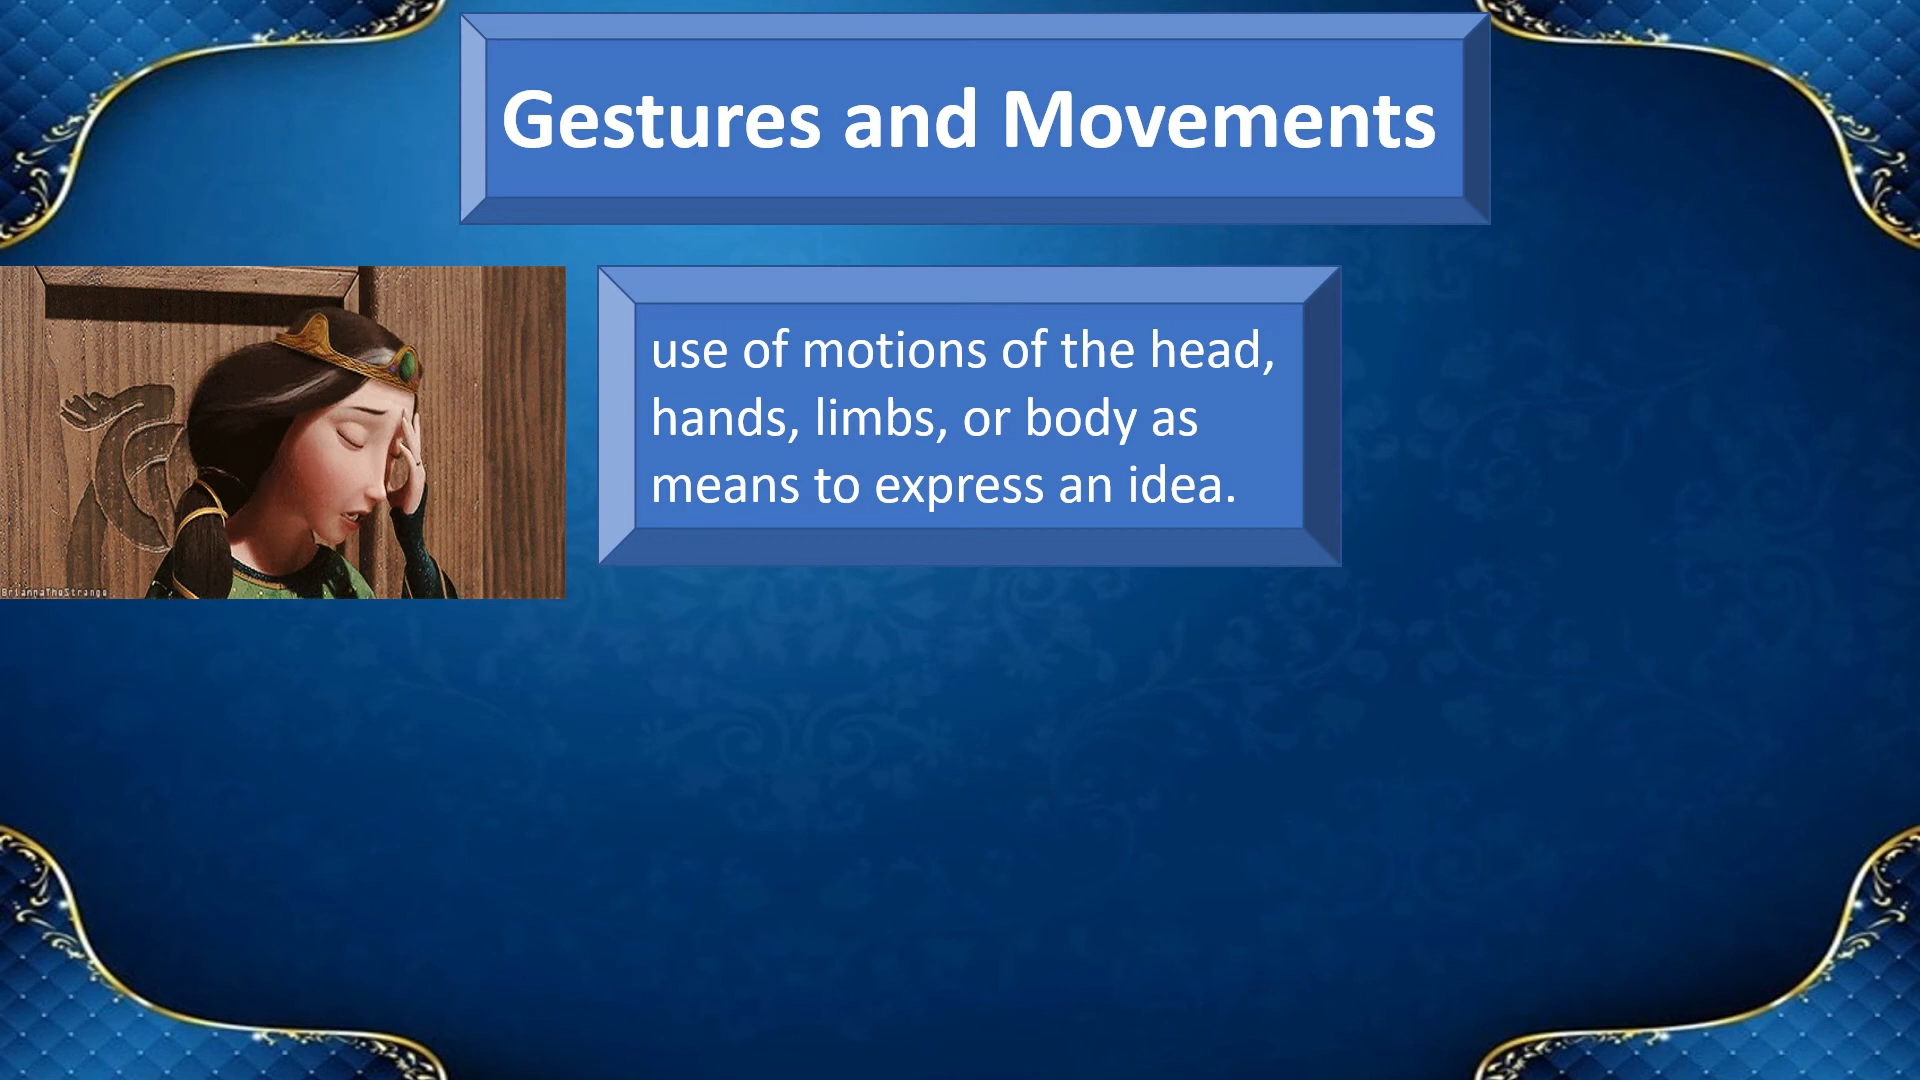 Gestures and Movements
use of motions of the head,
hands, limbs, or body as
means to express an idea.
BriannaTheStrange